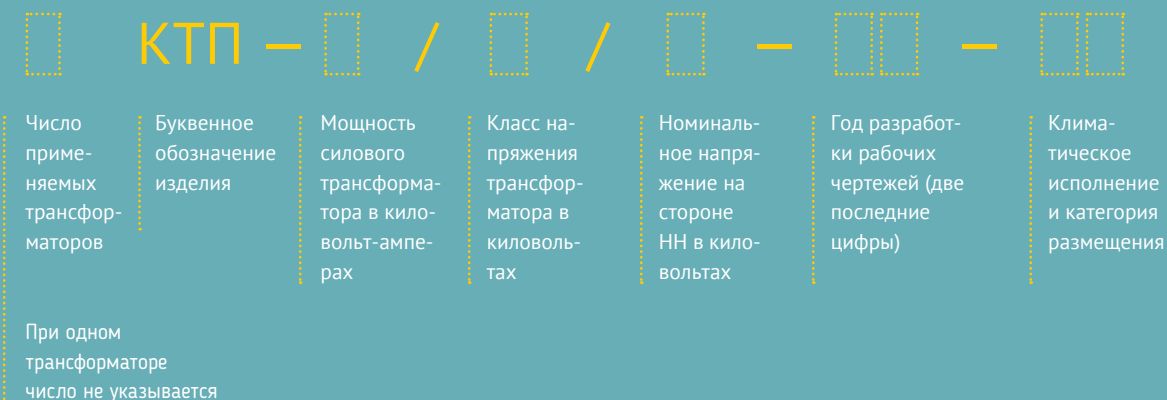 КТП – / / – –
Число
приме-
няемых
трансфор-
маторов
Буквенное
обозначение
изделия
Мощность
силового
трансформа-
тора в кило-
вольт-ампе-
рах
Класс на-
пряжения
трансфор-
матора в
киловоль-
тах
Номиналь-
ное напря-
жение на
стороне
НН в кило-
вольтах
Год разработ-
ки рабочих
чертежей (две
последние
цифры)
Клима-
тическое
исполнение
и категория
размещения
При одном
трансформаторе
число не указывается